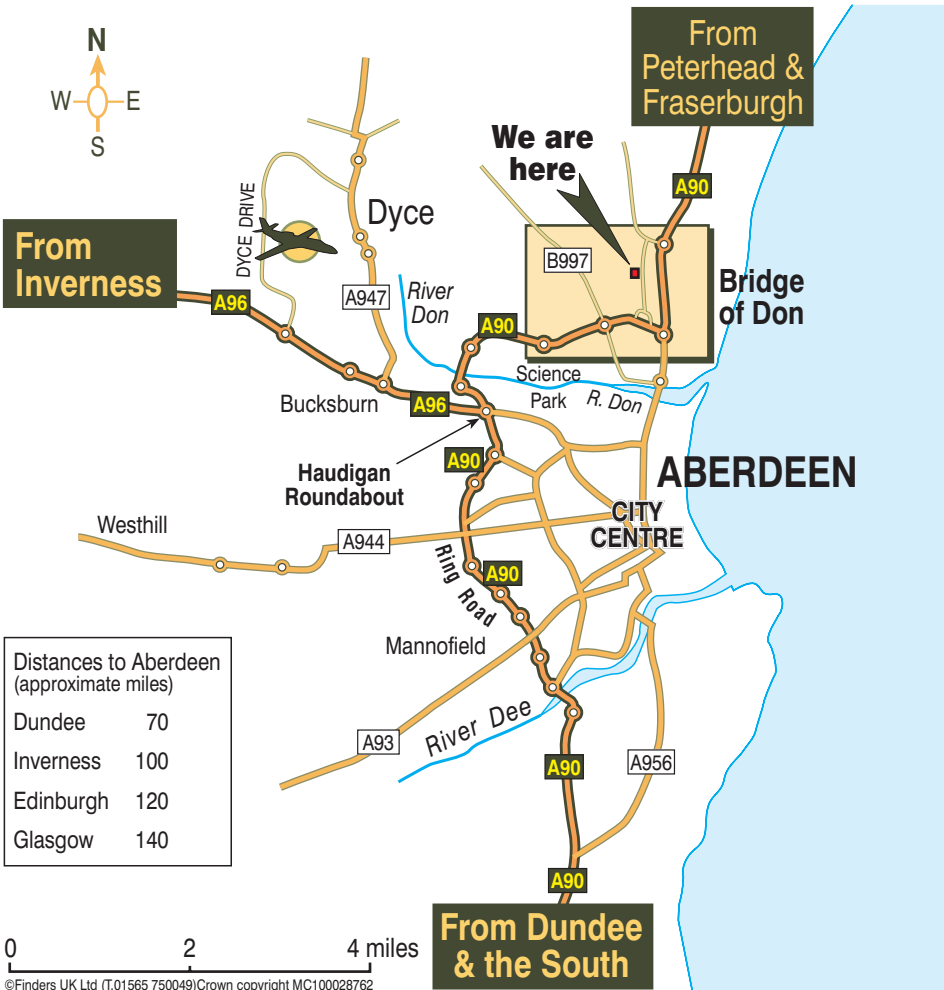 N
W E
S
From
Peterhead &
Fraserburgh
We are
here
A90
DYCE DRIVE
Dyce
From
Inverness
A96
A947
River
Don
B997
Bridge
of Don
A90
Science
Park
R. Don
Bucksburn
A96
Haudigan
Roundabout
A90
ABERDEEN
CITY
CENTRE
Westhill
A944
Ring Road
A90
Mannofield
Distances to Aberdeen
(approximate miles)
Dundee 70
Inverness 100
Edinburgh 120
Glasgow 140
A93
River Dee
A90
A956
A90
From Dundee
& the South
0 2 4 miles
©Finders UK Ltd (T.01565 750049)Crown copyright MC100028762